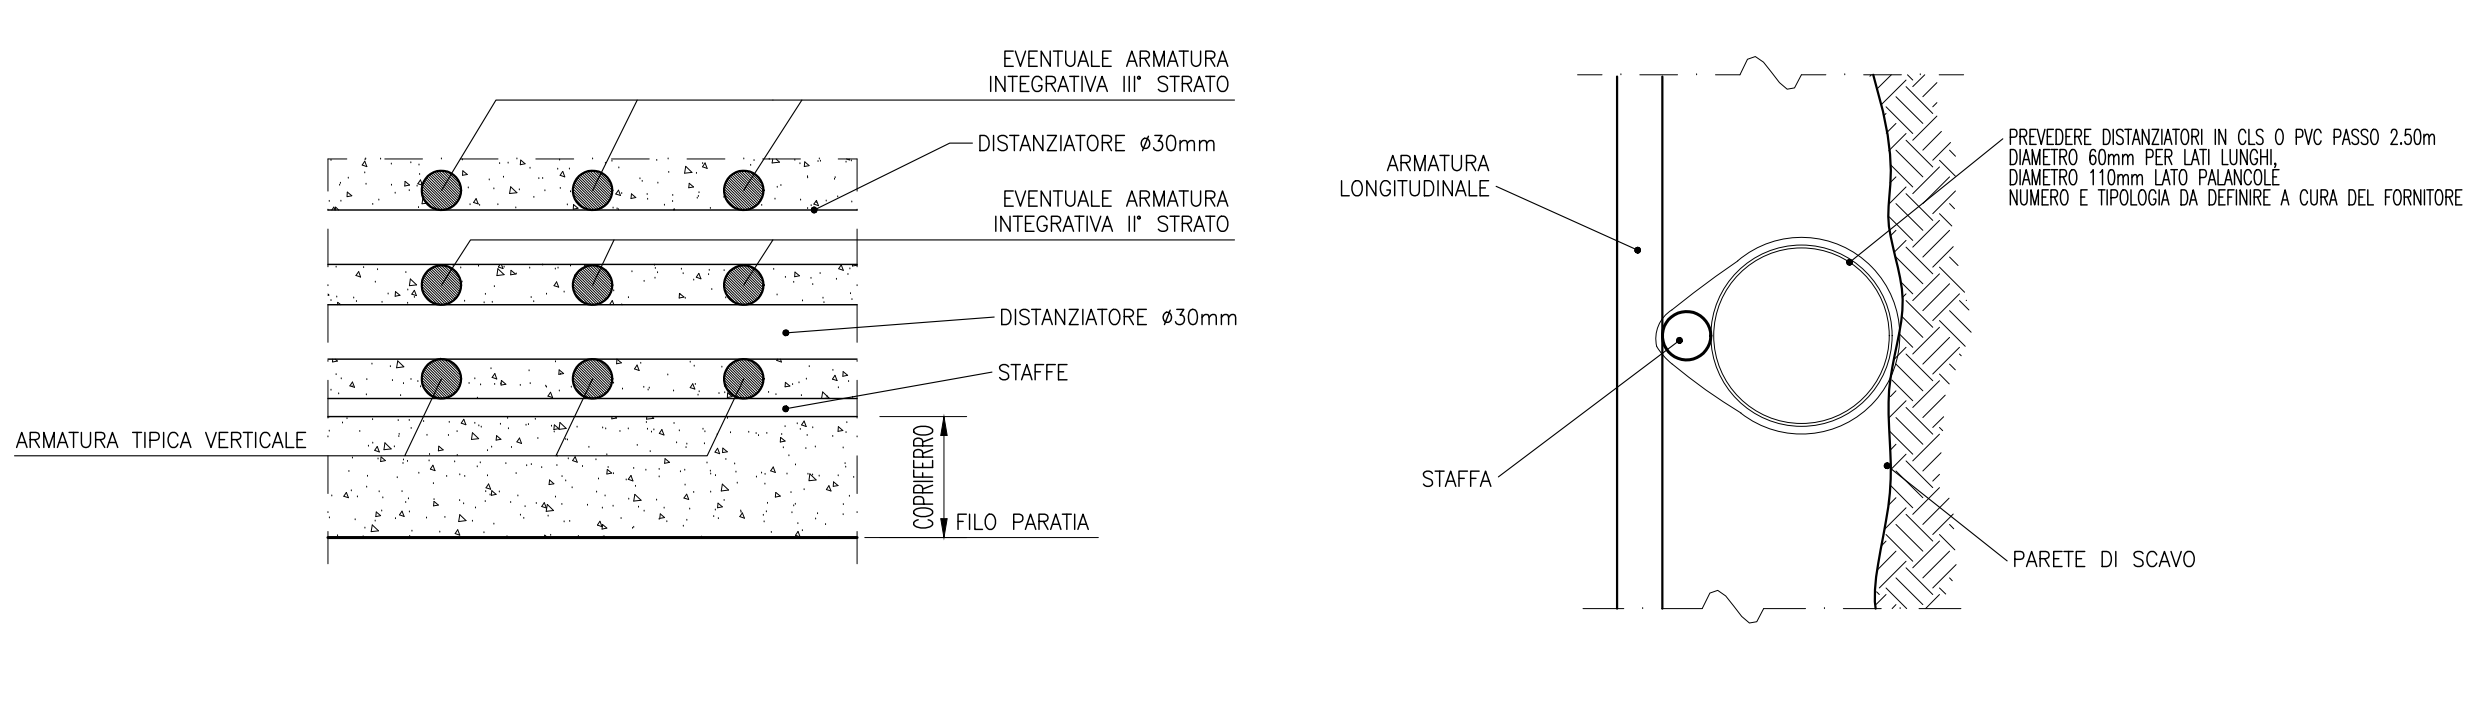 EVENTUALE ARMATURA
INTEGRATIVA III° STRATO
DISTANZIATORE ø30mm
EVENTUALE ARMATURA
INTEGRATIVA II° STRATO
DISTANZIATORE ø30mm
STAFFE
ARMATURA TIPICA VERTICALE
COPRIFERRO
FILO PARATIA
ARMATURA
LONGITUDINALE
PREVEDERE DISTANZIATORI IN CLS O PVC PASSO 2.50m
DIAMETRO 60mm PER LATI LUNGHI,
DIAMETRO 110mm LATO PALANCOLE
NUMERO E TIPOLOGIA DA DEFINIRE A CURA DEL FORNITORE
STAFFA
PARETE DI SCAVO